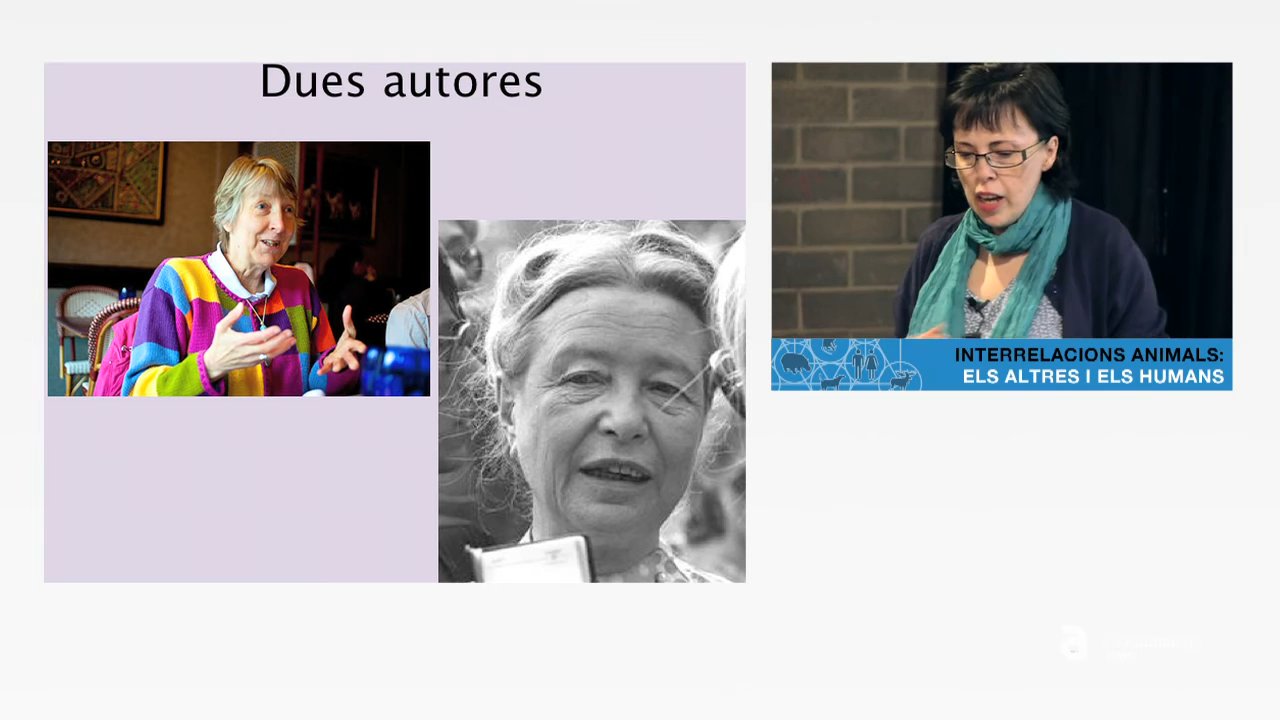 Dues autores
INTERRELACIONS ANIMALS:
ELS ALTRES I ELS HUMANS